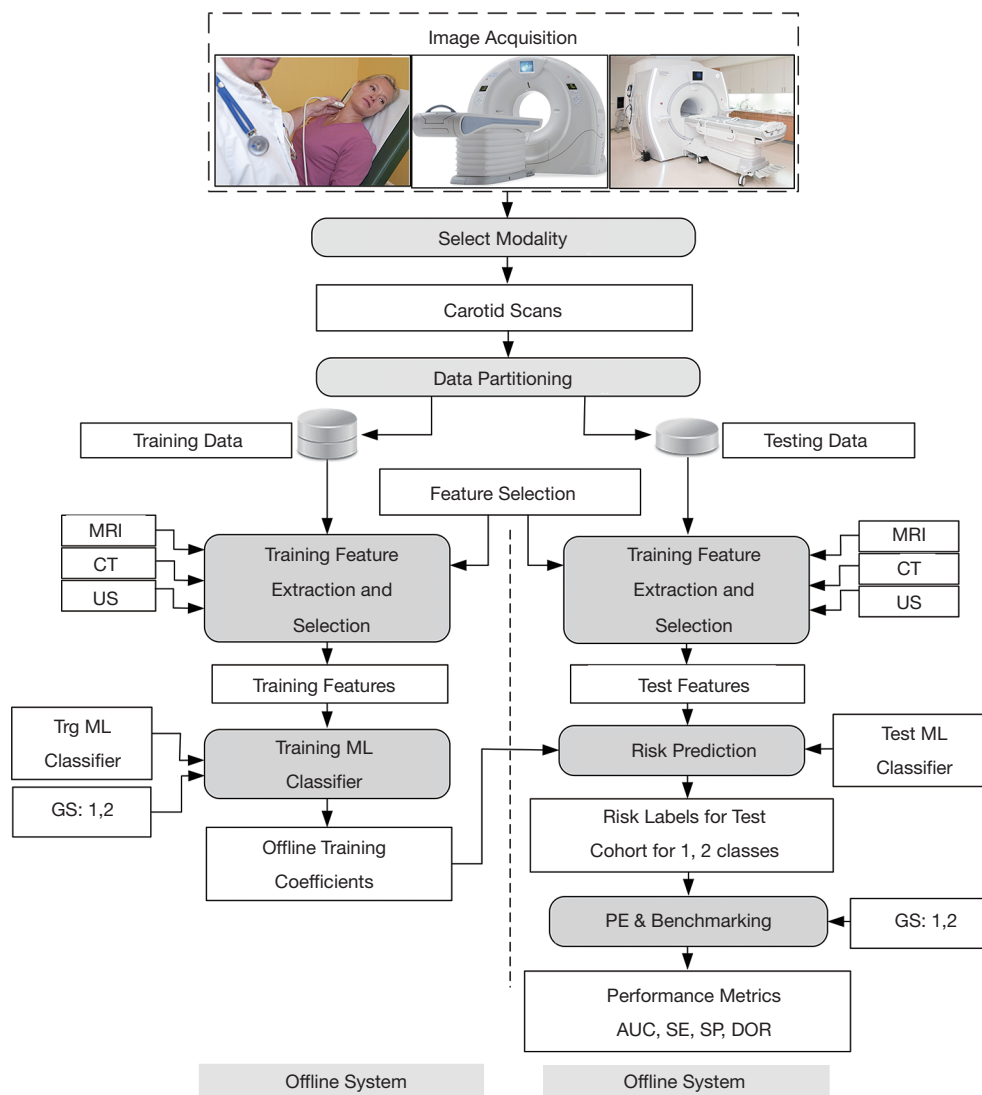 Image Acquisition
Select Modality
Carotid Scans
Data Partitioning
Training Data
Testing Data
Feature Selection
MRI
CT
US
Training Feature
Extraction and
Selection
Training Feature
Extraction and
Selection
MRI
CT
US
Training Features
Test Features
Trg ML
Classifier
GS: 1,2
Training ML
Classifier
Risk Prediction
Test ML
Classifier
Offline Training
Coefficients
Risk Labels for Test
Cohort for 1, 2 classes
PE & Benchmarking
GS: 1,2
Performance Metrics
AUC, SE, SP, DOR
Offline System
Offline System